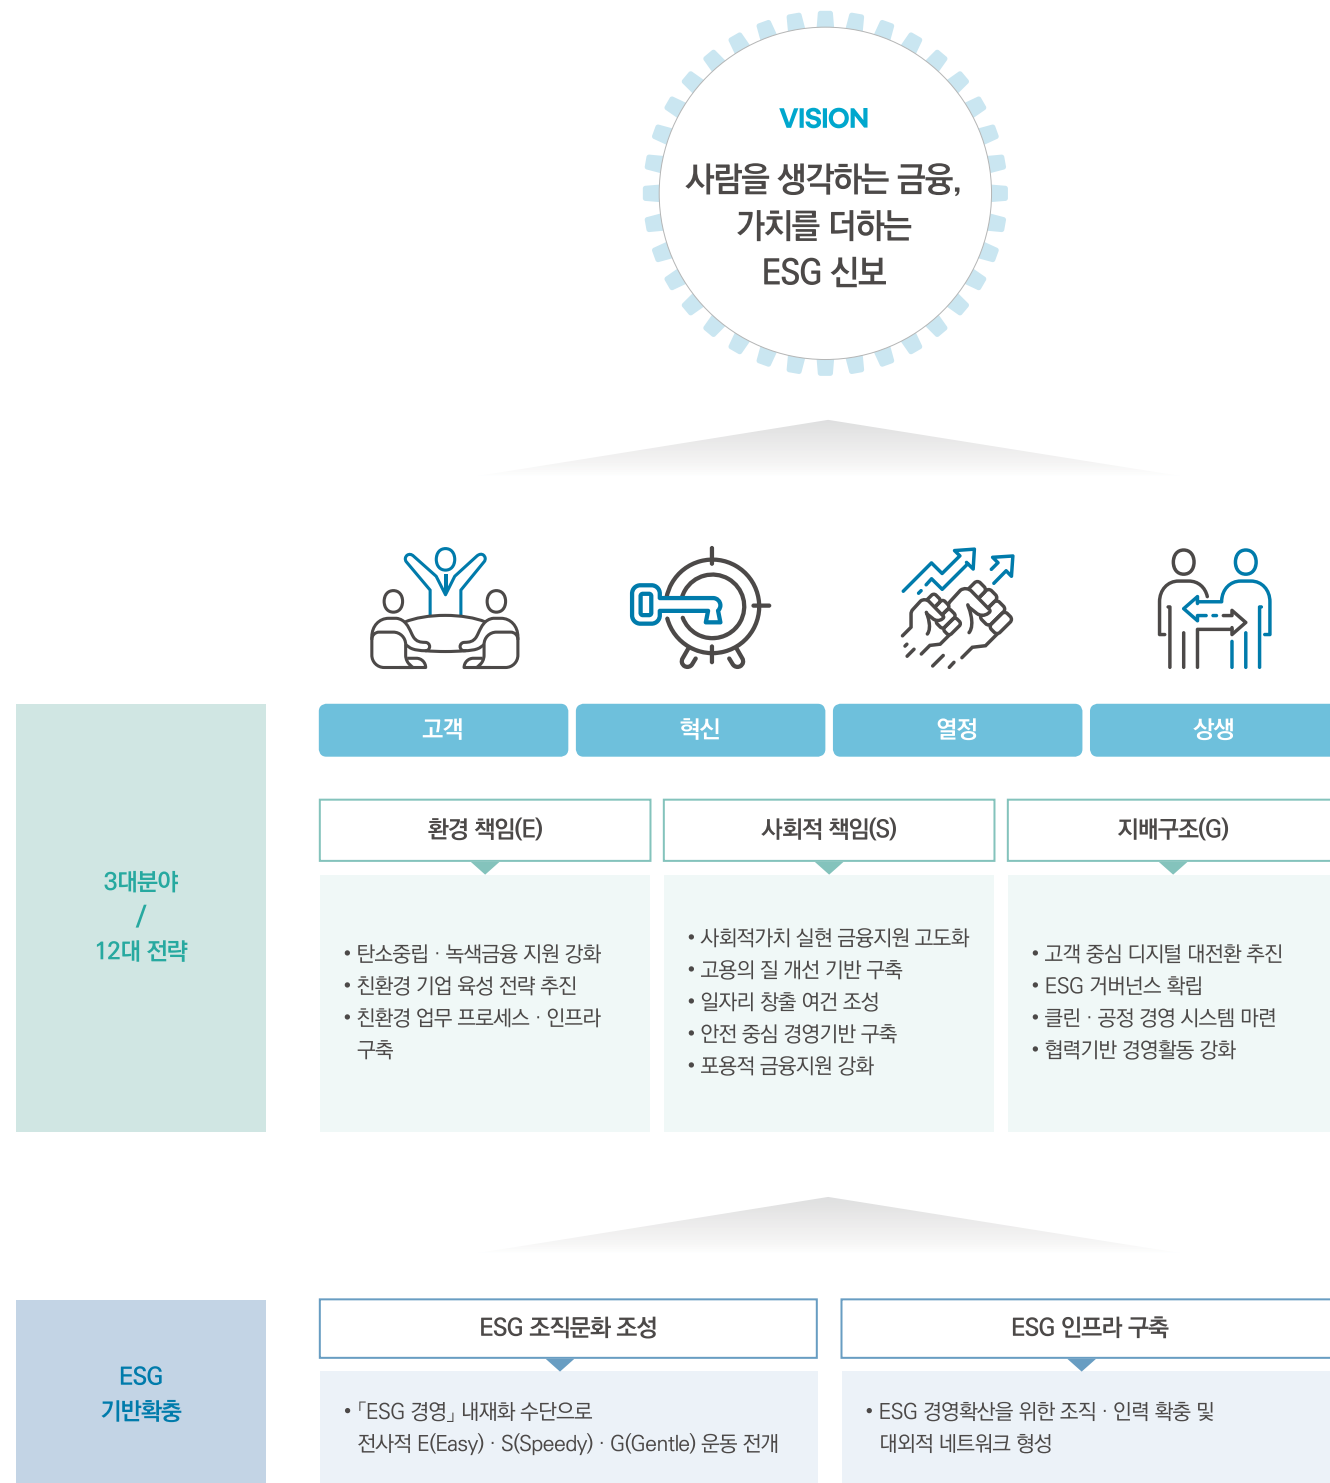 VISION
사람을 생각하는 금융,
가치를 더하는
ESG 신보
고객
혁신
열정
상생
3대분야
/
12대 전략
환경 책임(E)
• 탄소중립 · 녹색금융 지원 강화
• 친환경 기업 육성 전략 추진
• 친환경 업무 프로세스 · 인프라
구축
사회적 책임(S)
• 사회적가치 실현 금융지원 고도화
• 고용의 질 개선 기반 구축
• 일자리 창출 여건 조성
• 안전 중심 경영기반 구축
• 포용적 금융지원 강화
지배구조(G)
• 고객 중심 디지털 대전환 추진
• ESG 거버넌스 확립
• 클린 · 공정 경영 시스템 마련
• 협력기반 경영활동 강화
ESG
기반확충
ESG 조직문화 조성
• 「ESG 경영」 내재화 수단으로
전사적 E(Easy) · S(Speedy) · G(Gentle) 운동 전개
ESG 인프라 구축
• ESG 경영확산을 위한 조직 · 인력 확충 및
대외적 네트워크 형성